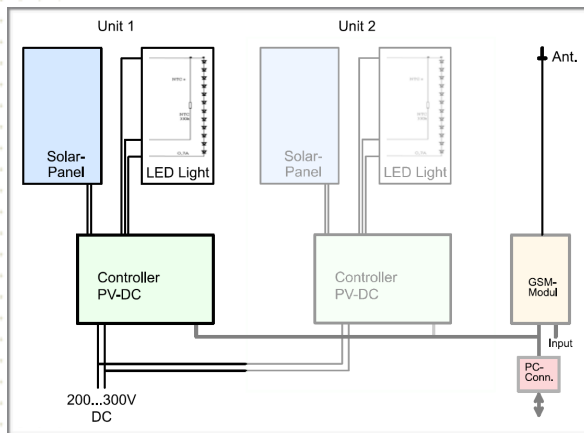 Unit 1
Unit 2
Ant.
Solar-
Panel
LED Light
Solar-
Panel
LED Light
Controller
PV-DC
Controller
PV-DC
GSM-
Modul
Input
PC-
Conn.
200...300V
DC